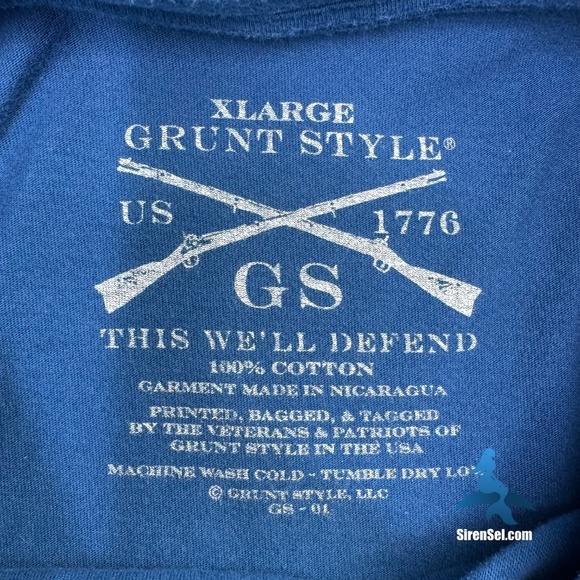 XLARGE
GRUNT STYLE®
US 1776
GS
THIS WE'LL DEFEND
100% COTTON
GARMENT MADE IN NICARAGUA
PRINTED, BAGGED, & TAGGED
BY THE VETERANS & PATRIOTS OF
GRUNT STYLE IN THE USA
MACHINE WASH COLD - TUMBLE DRY LOW
© GRUNT STYLE, LLC
GS - 01
SirenSel.com